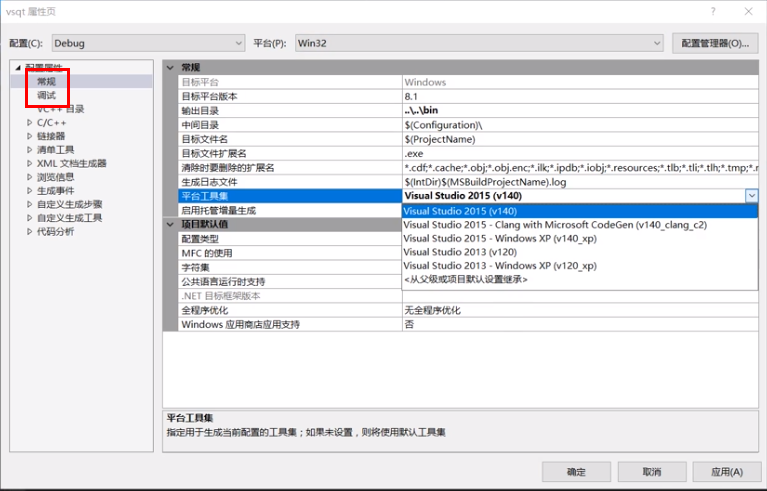 vsqt 属性页
配置(C): Debug 平台(P): Win32 配置管理器(O)...
配置属性
常规
调试
VC++ 目录
C/C++
链接器
清单工具
XML 文档生成器
浏览信息
生成事件
自定义生成步骤
自定义生成工具
代码分析
常规
目标平台 Windows
目标平台版本 8.1
输出目录 ..\..\bin
中间目录 $(Configuration)\
目标文件名 $(ProjectName)
目标文件扩展名 .exe
清除时要删除的扩展名 *.cdf;*.cache;*.obj;*.obj.enc;*.ilk;*.ipdb;*.iobj;*.resources;*.tlb;*.tli;*.tlh;*.tmp;*.r
生成日志文件 $(IntDir)$(MSBuildProjectName).log
平台工具集 Visual Studio 2015 (v140)
启用托管增量生成
Visual Studio 2015 (v140)
Visual Studio 2015 - Clang with Microsoft CodeGen (v140_clang_c2)
Visual Studio 2015 - Windows XP (v140_xp)
Visual Studio 2013 (v120)
Visual Studio 2013 - Windows XP (v120_xp)
<从父级或项目默认设置继承>
项目默认值
配置类型
MFC 的使用
字符集
公共语言运行时支持
.NET 目标框架版本
全程序优化 无全程序优化
Windows 应用商店应用支持 否
平台工具集
指定用于生成当前配置的工具集；如果未设置，则将使用默认工具集
确定 取消 应用(A)